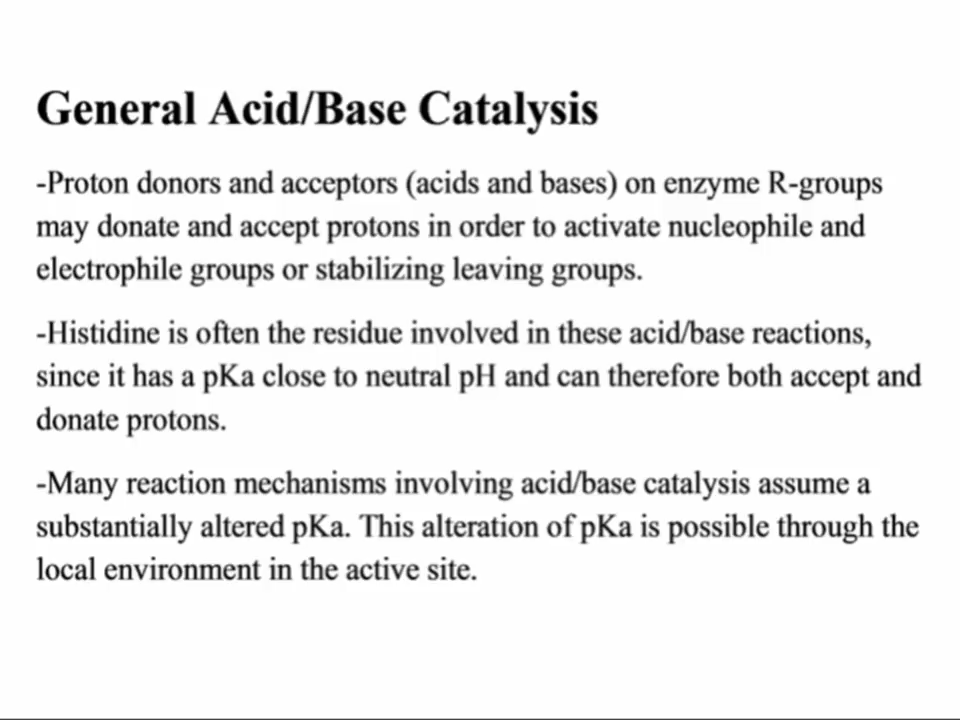 General Acid/Base Catalysis
-Proton donors and acceptors (acids and bases) on enzyme R-groups
may donate and accept protons in order to activate nucleophile and
electrophile groups or stabilizing leaving groups.
-Histidine is often the residue involved in these acid/base reactions,
since it has a pKa close to neutral pH and can therefore both accept and
donate protons.
-Many reaction mechanisms involving acid/base catalysis assume a
substantially altered pKa. This alteration of pKa is possible through the
local environment in the active site.